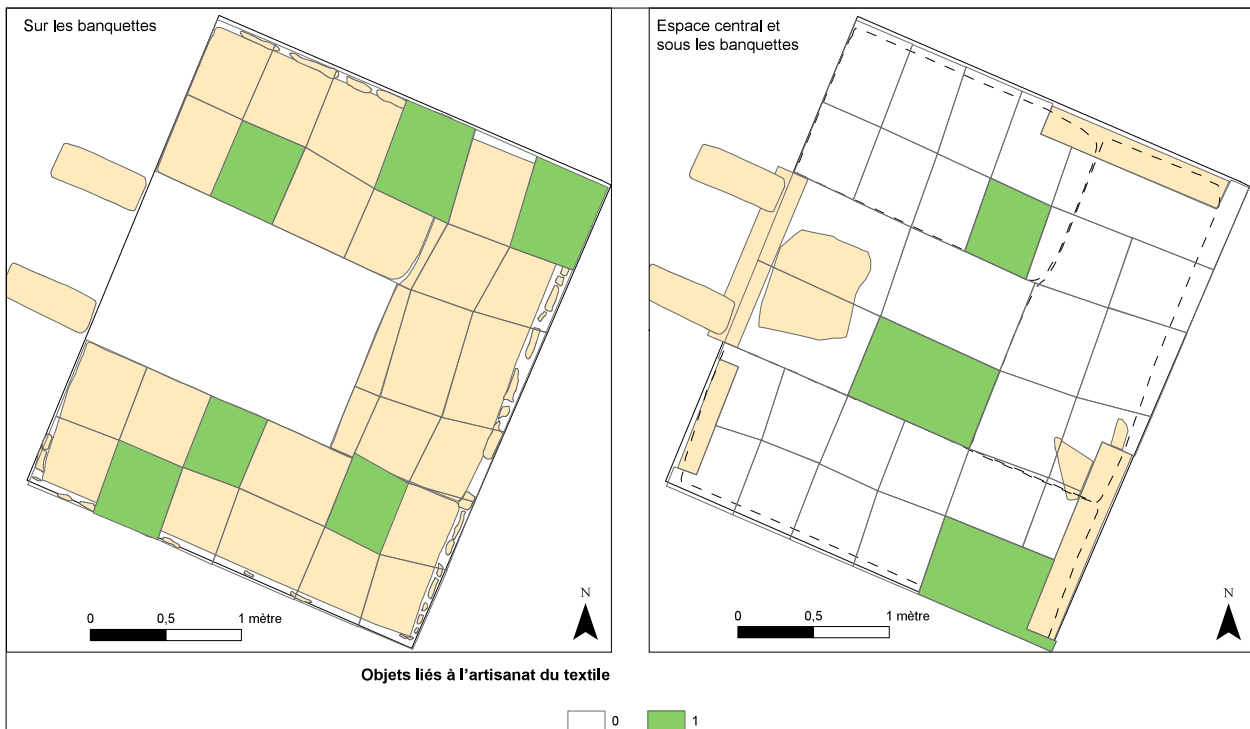 Sur les banquettes
Espace central et
sous les banquettes
N
0 0,5 1 mètre
N
0 0,5 1 mètre
Objets liés à l'artisanat du textile
0 1